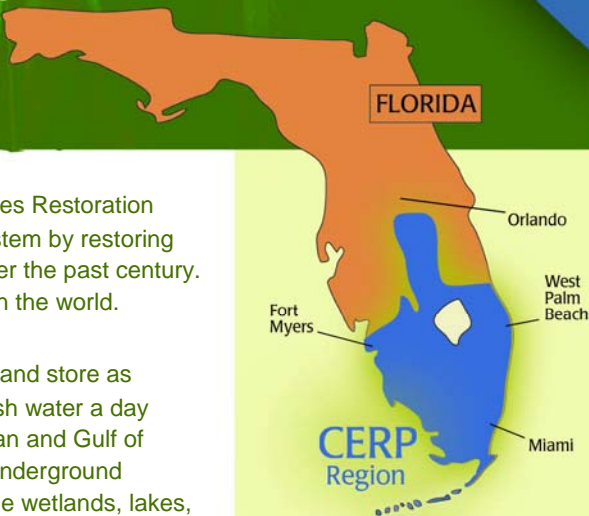 FLORIDA
es Restoration
stem by restoring
er the past century.
n the world.
and store as
sh water a day
an and Gulf of
nderground
e wetlands, lakes,
Orlando
West
Palm
Beach
Fort
Myers
Miami
CERP
Region